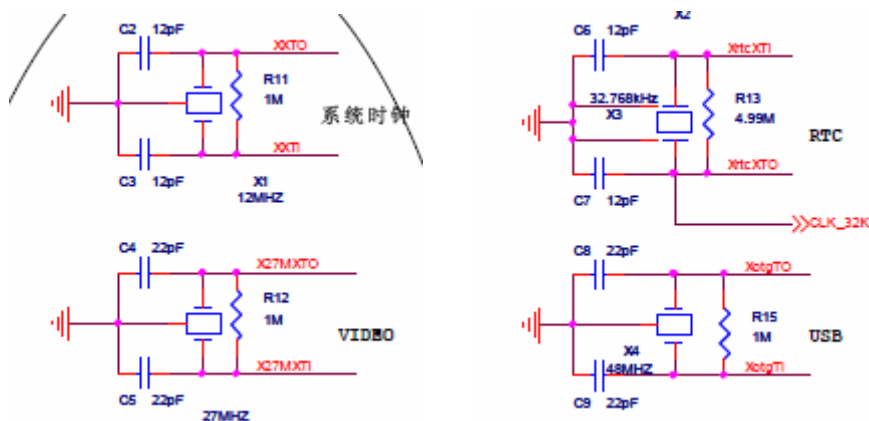 C2 12pF
XXTO
R11
1M
系统时钟
XXTI
C3 12pF
X1
12MHZ
C4 22pF
X27MXTO
R12
1M
VIDEO
X27MXTI
C5 22pF
27MHZ
X2
C6 12pF
XrtcXTI
32.768kHz
X3
R13
4.99M
RTC
XrtcXTO
C7 12pF
CLK_32K
C8 22pF
XotgTO
R15
1M
USB
X4
48MHZ
XotgTI
C9 22pF